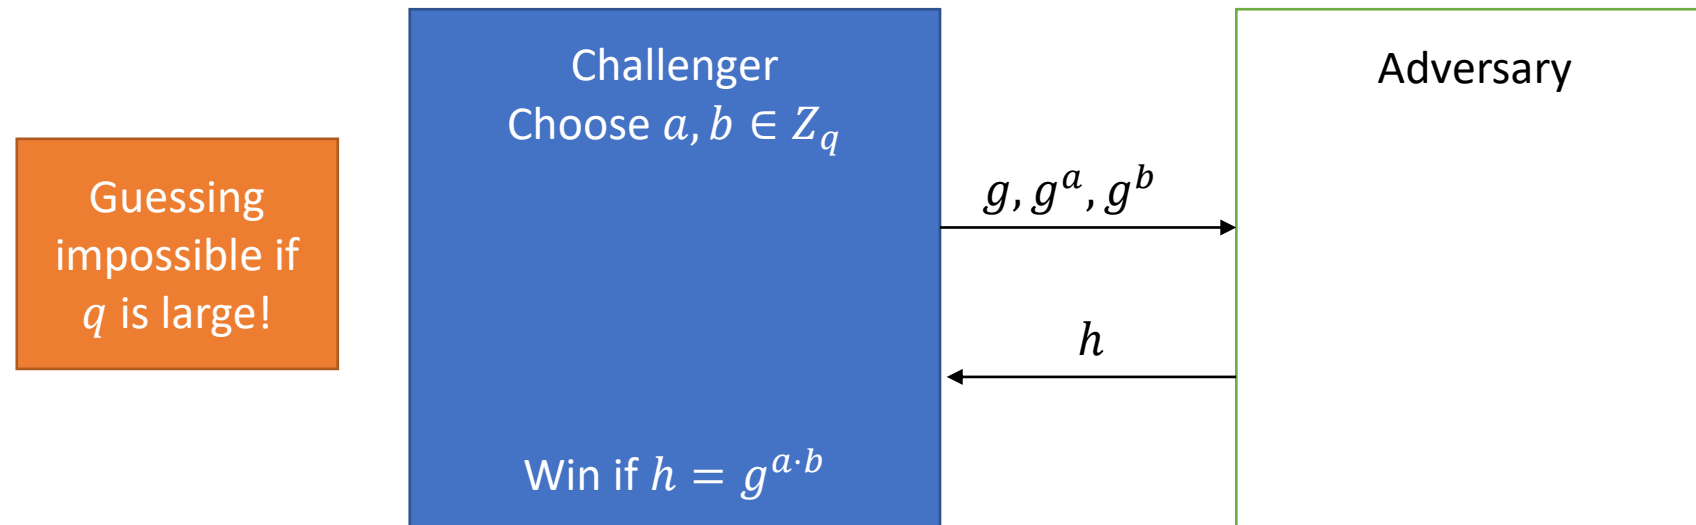 Guessing
impossible if
q is large!
Challenger
Choose a, b ∈ Z_q
Win if h = g^{a·b}
g, g^a, g^b
h
Adversary